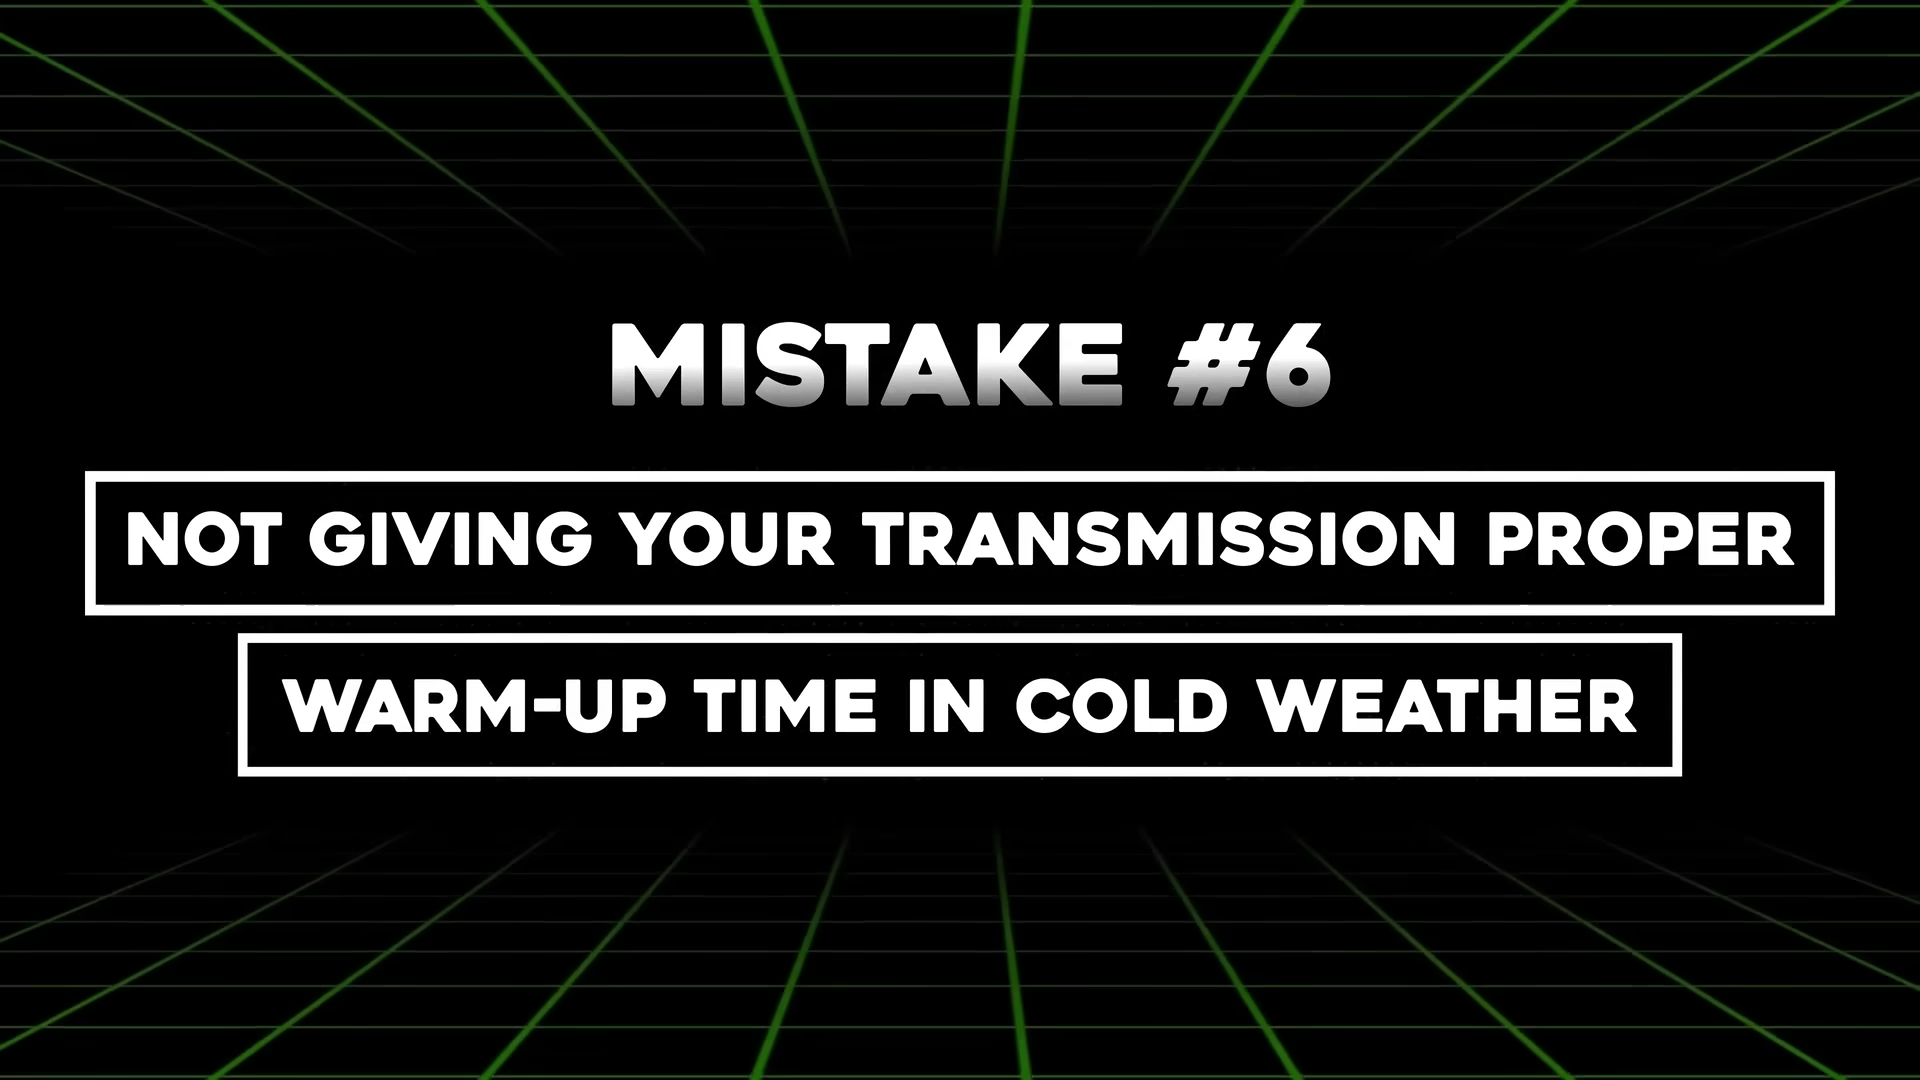 MISTAKE #6
NOT GIVING YOUR TRANSMISSION PROPER
WARM-UP TIME IN COLD WEATHER